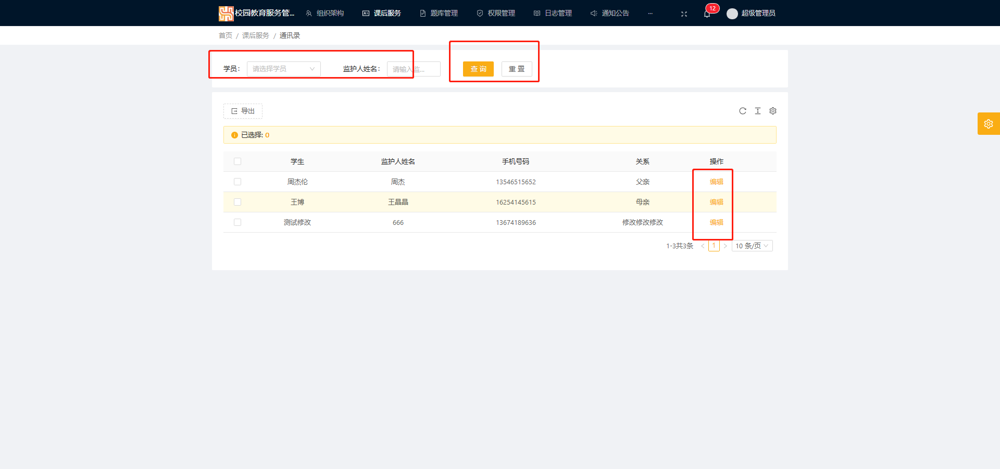 校园教育服务管... 组织架构 课后服务 题库管理 权限管理 日志管理 通知公告 ... 12 超级管理员
首页 / 课后服务 / 通讯录
学员: 请选择学员 监护人姓名: 请输入监... 查 询 重 置
导出
已选择: 0
学生 监护人姓名 手机号码 关系 操作
周杰伦 周杰 13546515652 父亲 编辑
王博 王晶晶 16254145615 母亲 编辑
测试修改 666 13674189636 修改修改修改 编辑
1-3共3条 < 1 > 10 条/页